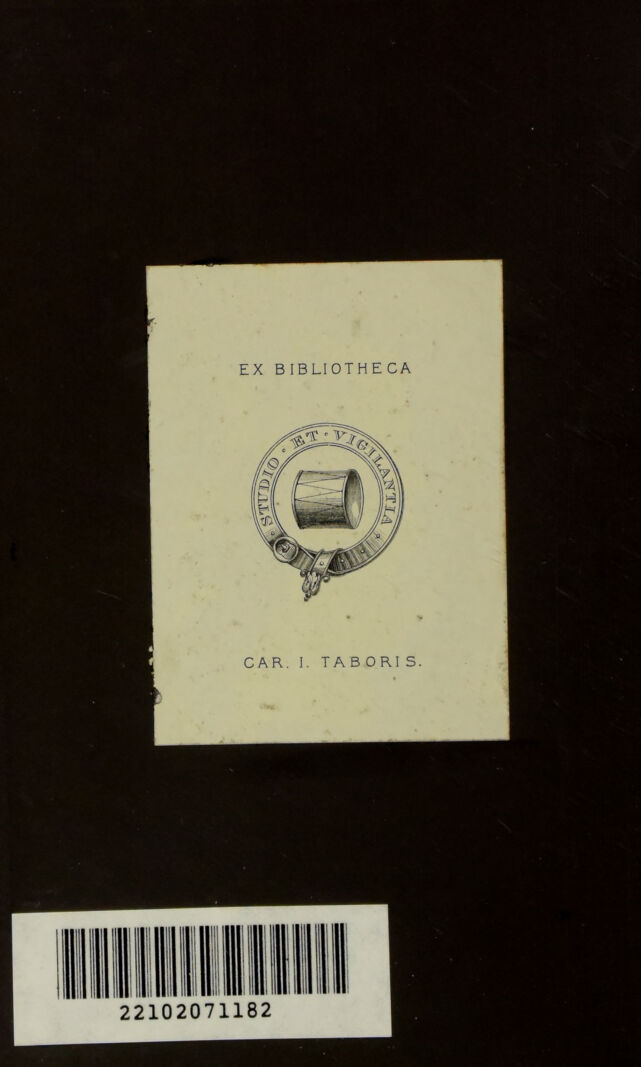 EX BIBLIOTHECA
· STUDIO · ET · VIGILANTIA ·
CAR. I. TABORIS.
22102071182